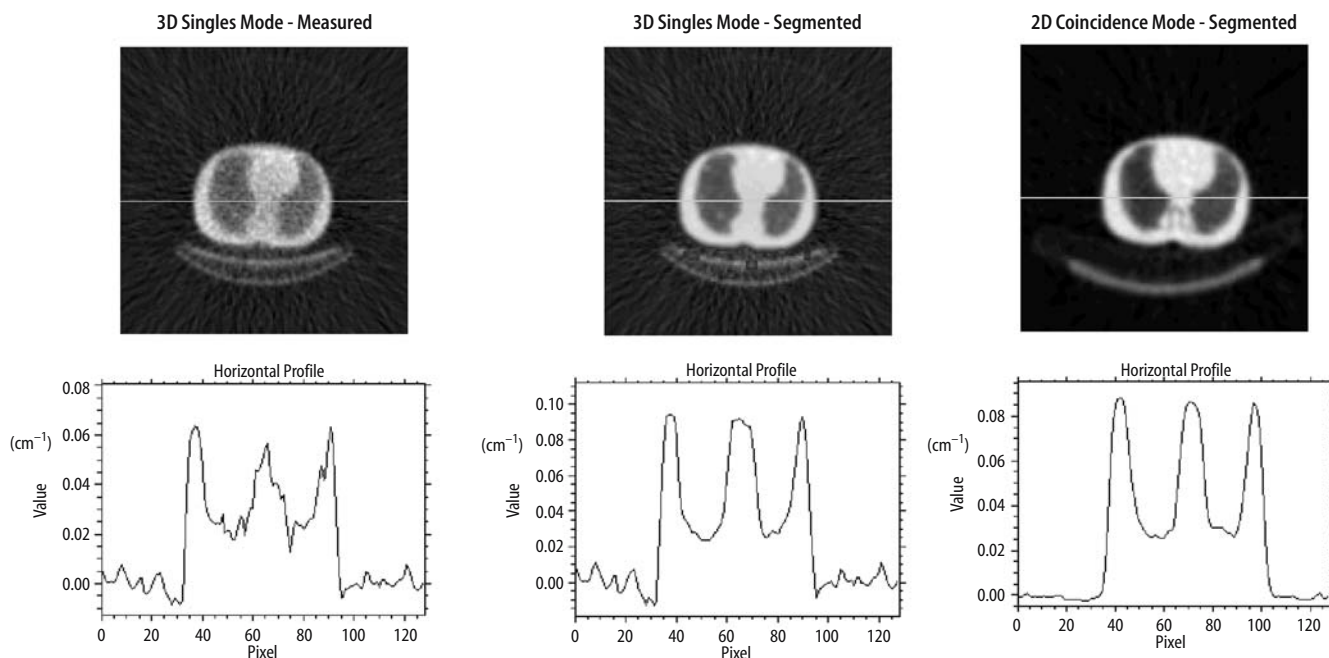 3D Singles Mode - Measured
3D Singles Mode - Segmented
2D Coincidence Mode - Segmented
Horizontal Profile
0.08
0.06
(cm⁻¹)
0.04
Value
0.02
0.00
0 20 40 60 80 100 120
Pixel
Horizontal Profile
0.10
0.08
(cm⁻¹)
0.06
Value
0.04
0.02
0.00
0 20 40 60 80 100 120
Pixel
Horizontal Profile
0.08
(cm⁻¹)
0.06
Value
0.04
0.02
0.00
0 20 40 60 80 100 120
Pixel